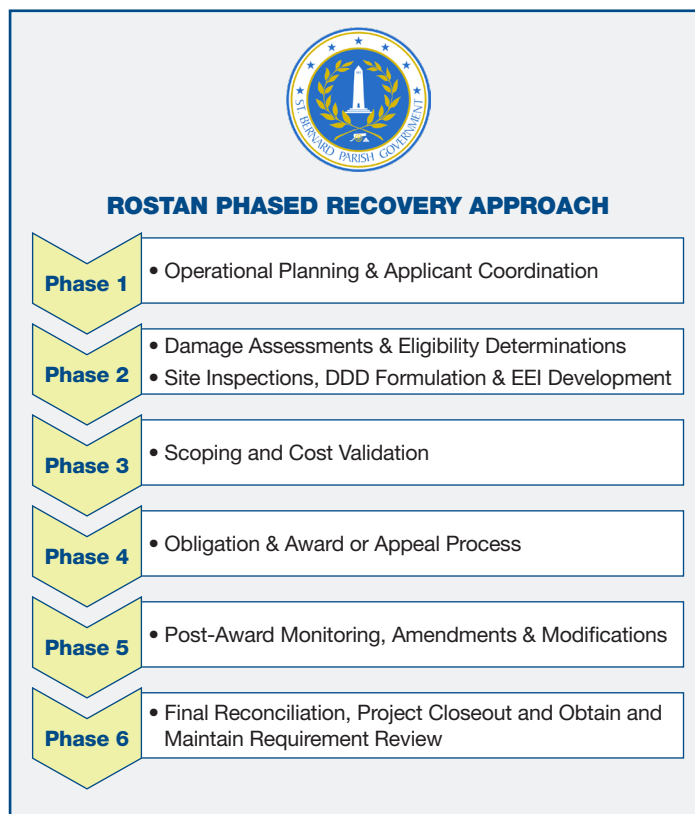 ST. BERNARD PARISH GOVERNMENT
ROSTAN PHASED RECOVERY APPROACH
Phase 1
• Operational Planning & Applicant Coordination
Phase 2
• Damage Assessments & Eligibility Determinations
• Site Inspections, DDD Formulation & EEI Development
Phase 3
• Scoping and Cost Validation
Phase 4
• Obligation & Award or Appeal Process
Phase 5
• Post-Award Monitoring, Amendments & Modifications
Phase 6
• Final Reconciliation, Project Closeout and Obtain and
Maintain Requirement Review